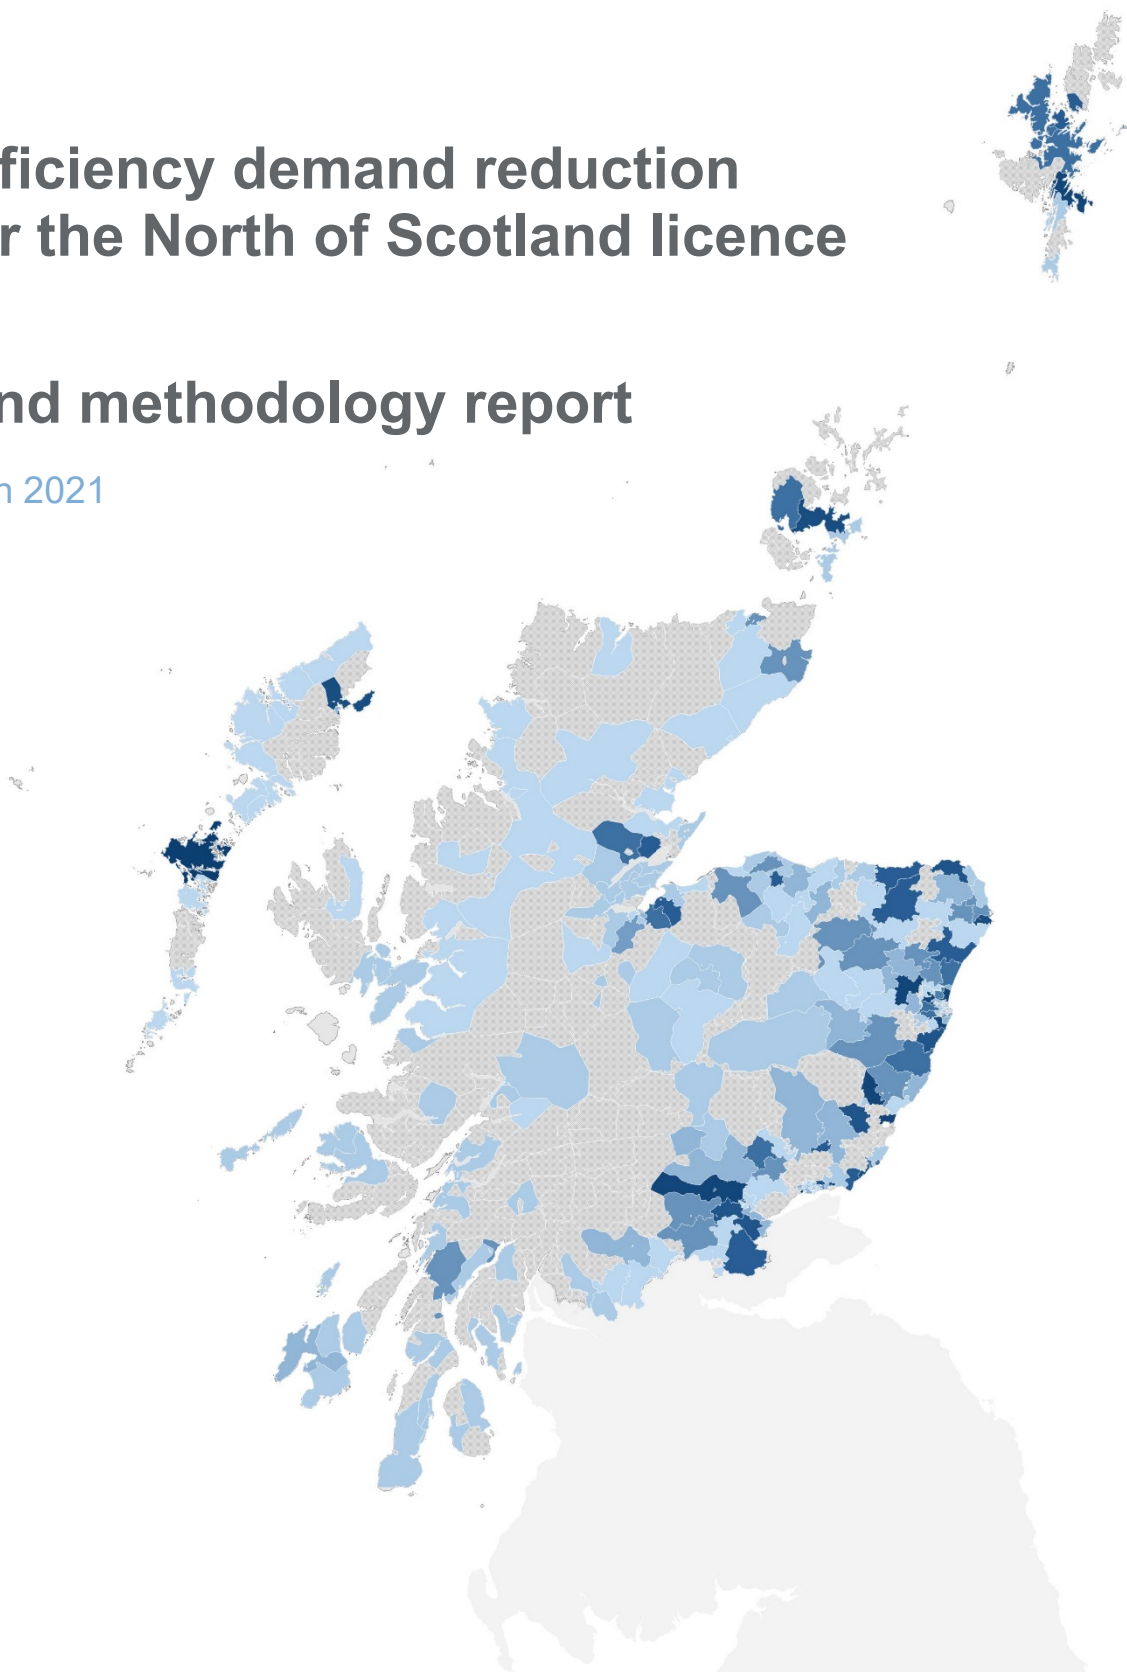 ficiency demand reduction
r the North of Scotland licence
nd methodology report
h 2021